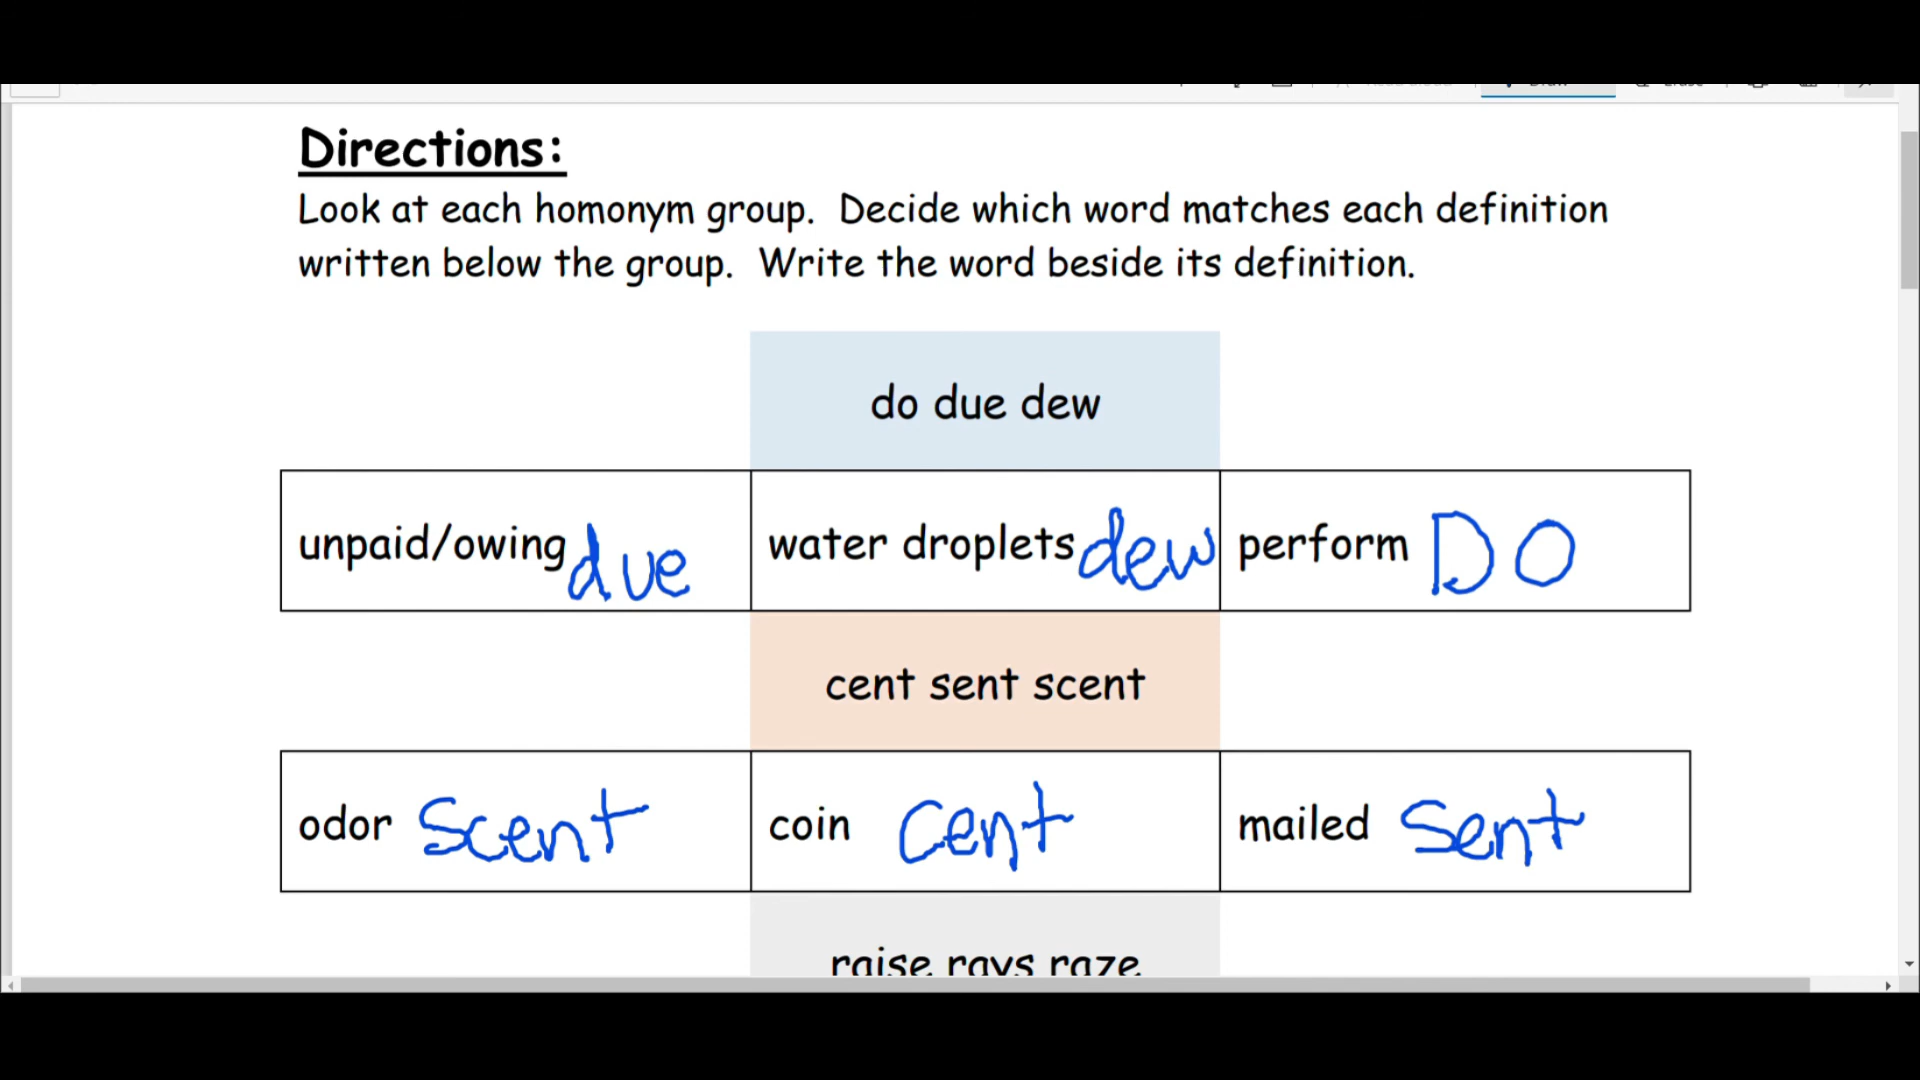 Directions:
Look at each homonym group. Decide which word matches each definition
written below the group. Write the word beside its definition.
do due dew
unpaid/owing due water droplets dew perform DO
cent sent scent
odor Scent coin Cent mailed Sent
raise rays raze